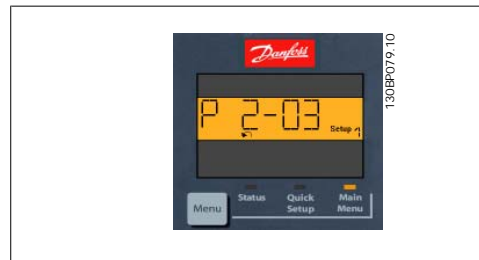 Danfoss
P 2-03
Setup 1
Status
Quick Setup
Main Menu
Menu
130BP079.10